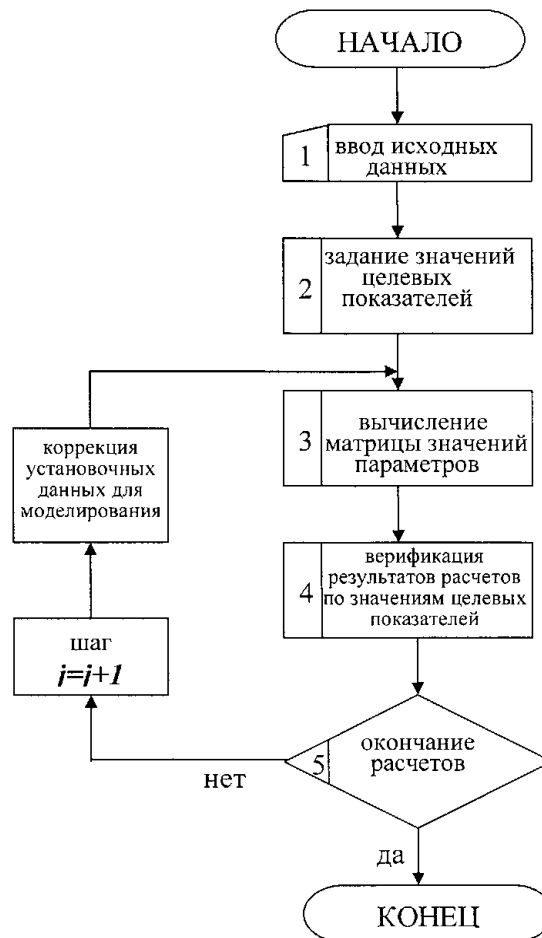 НАЧАЛО
1
ввод исходных
данных
2
задание значений
целевых
показателей
3
вычисление
матрицы значений
параметров
4
верификация
результатов расчетов
по значениям целевых
показателей
5
окончание
расчетов
нет
шаг
j=j+1
коррекция
установочных
данных для
моделирования
да
КОНЕЦ